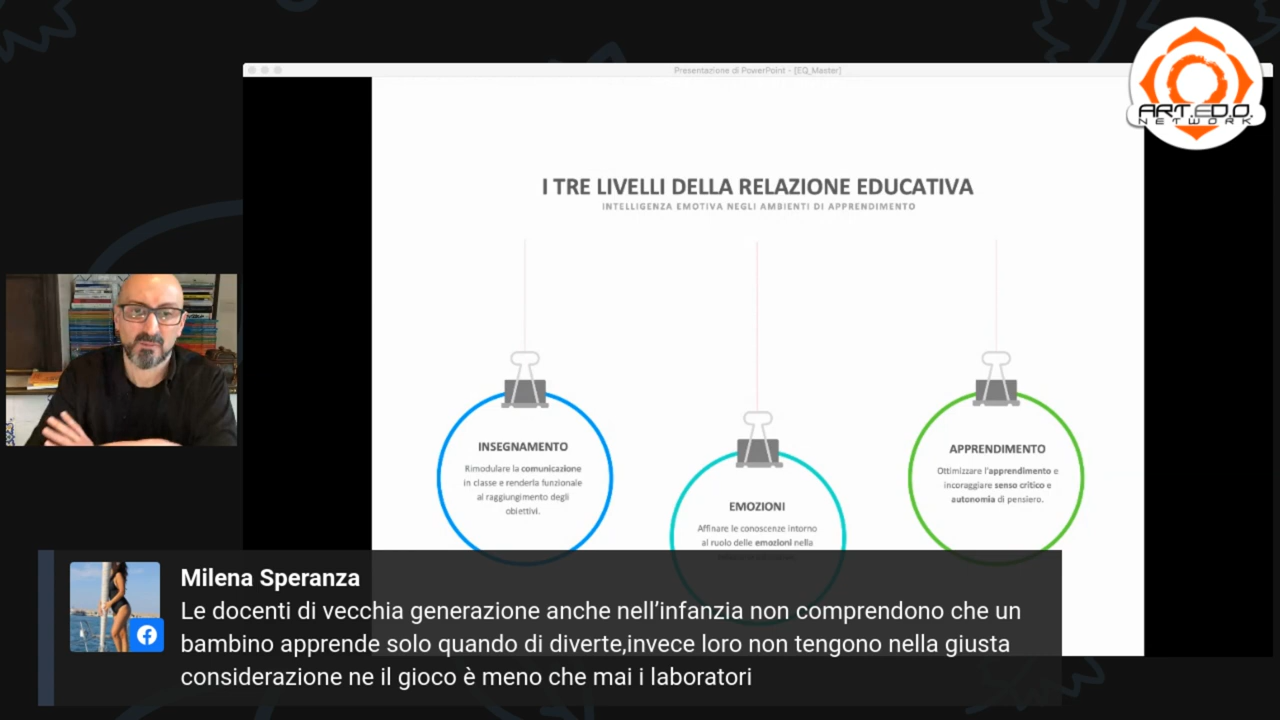 Presentazione di PowerPoint - [EQ_Master]
ART.E.D.O.
NETWORK
I TRE LIVELLI DELLA RELAZIONE EDUCATIVA
INTELLIGENZA EMOTIVA NEGLI AMBIENTI DI APPRENDIMENTO
INSEGNAMENTO
Rimodulare la comunicazione
in classe e renderla funzionale
al raggiungimento degli
obiettivi.
EMOZIONI
Affinare le conoscenze intorno
al ruolo delle emozioni nella
APPRENDIMENTO
Ottimizzare l'apprendimento e
incoraggiare senso critico e
autonomia di pensiero.
Milena Speranza
Le docenti di vecchia generazione anche nell’infanzia non comprendono che un
bambino apprende solo quando di diverte,invece loro non tengono nella giusta
considerazione ne il gioco è meno che mai i laboratori